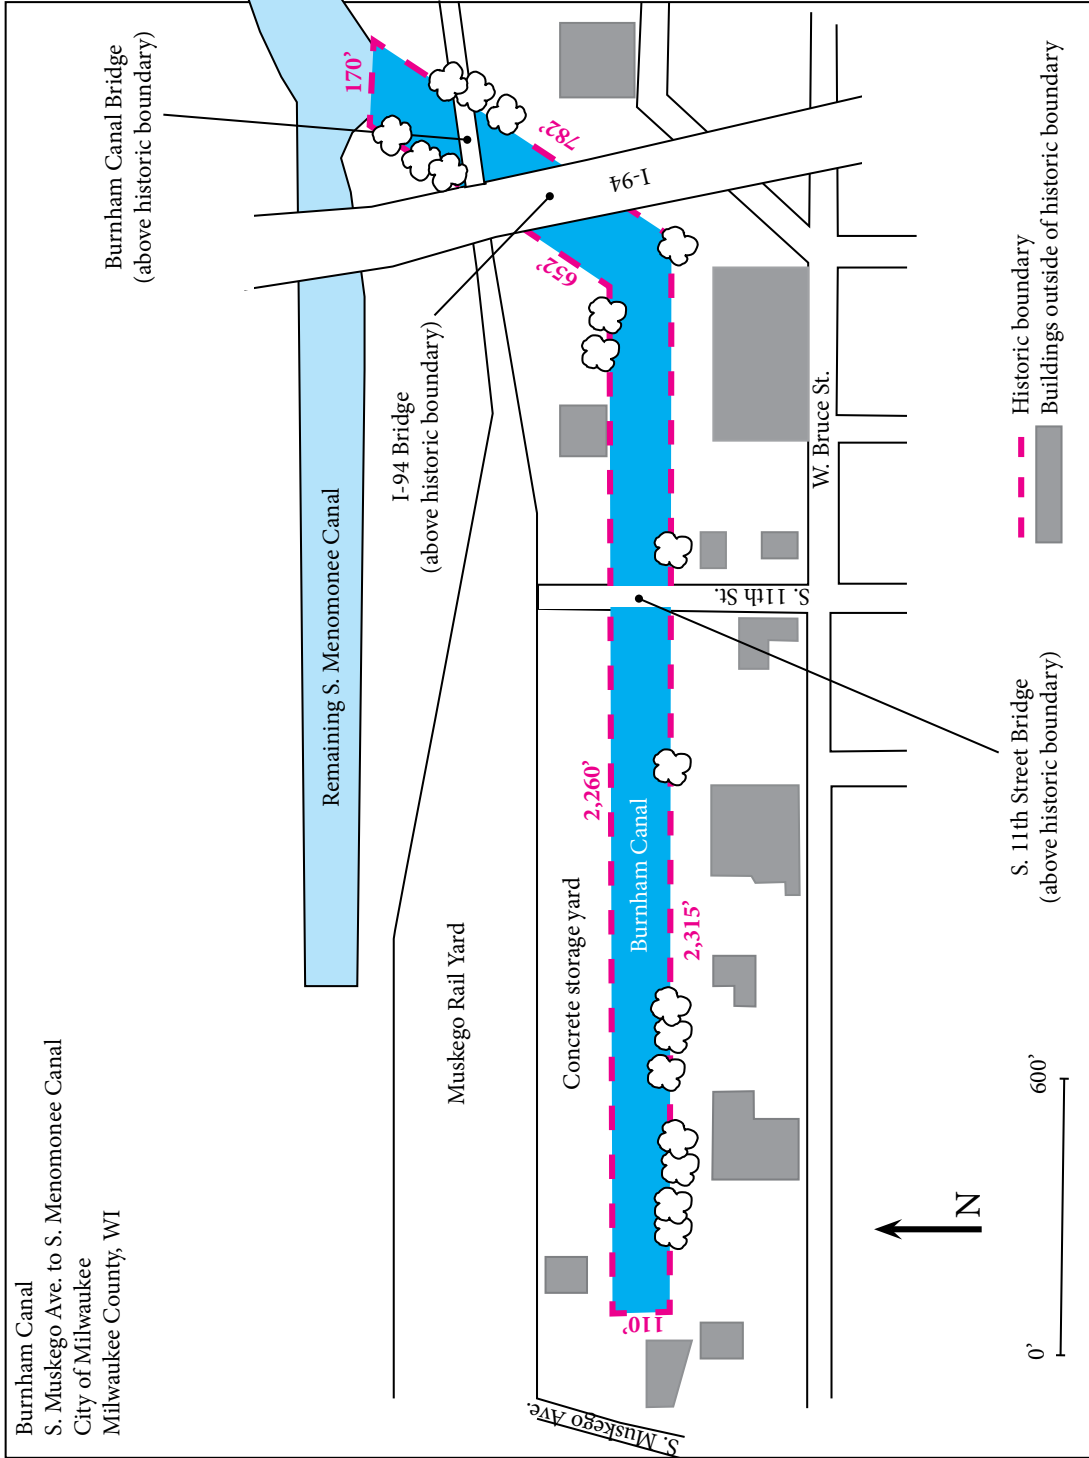 Burnham Canal
S. Muskego Ave. to S. Menomonee Canal
City of Milwaukee
Milwaukee County, WI
Remaining S. Menomonee Canal
Burnham Canal Bridge
(above historic boundary)
170’
782’
I-94
652’
I-94 Bridge
(above historic boundary)
Muskego Rail Yard
Concrete storage yard
2,260’
Burnham Canal
2,315’
110’
S. Muskego Ave.
S. 11th St.
W. Bruce St.
S. 11th Street Bridge
(above historic boundary)
N
0’
600’
Historic boundary
Buildings outside of historic boundary